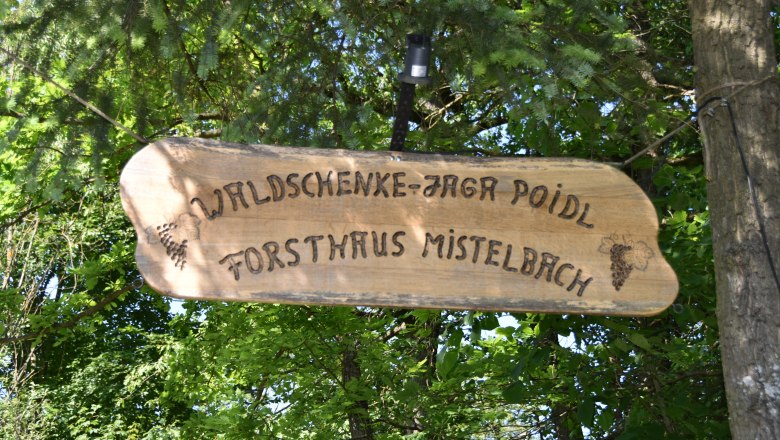 WALDSCHENKE-JAGA POIDL
FORSTHAUS MISTELBACH